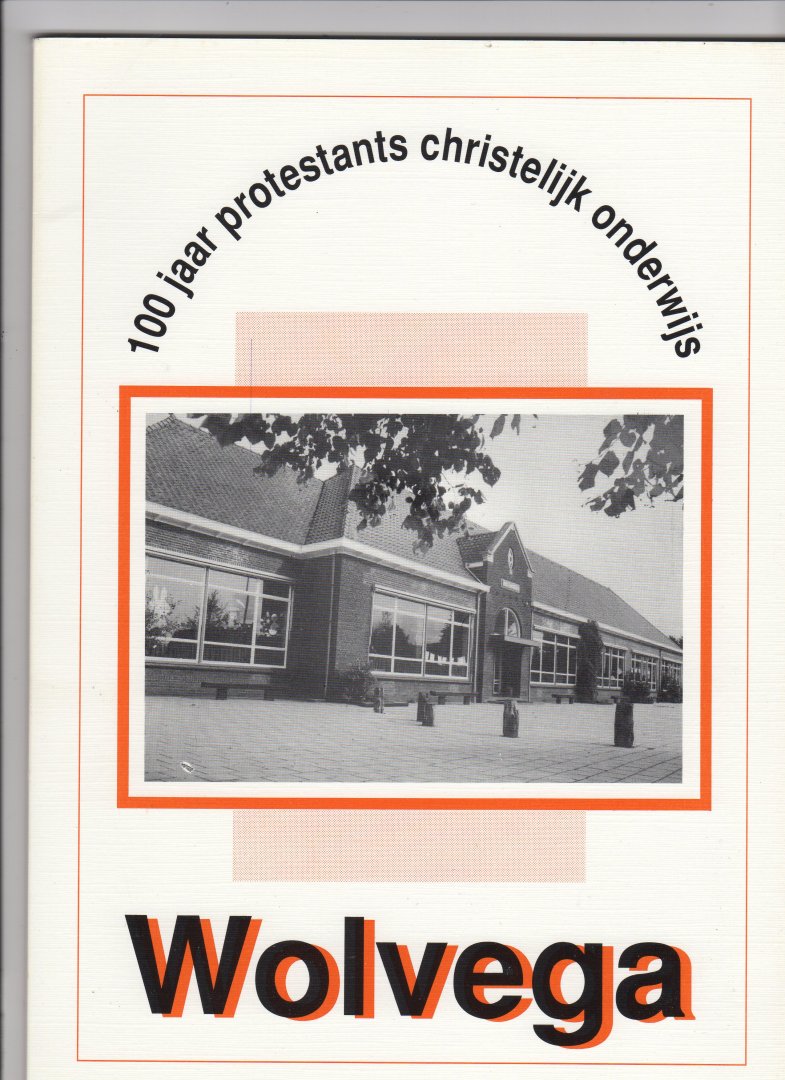 100 jaar protestants christelijk onderwijs
Wolvega